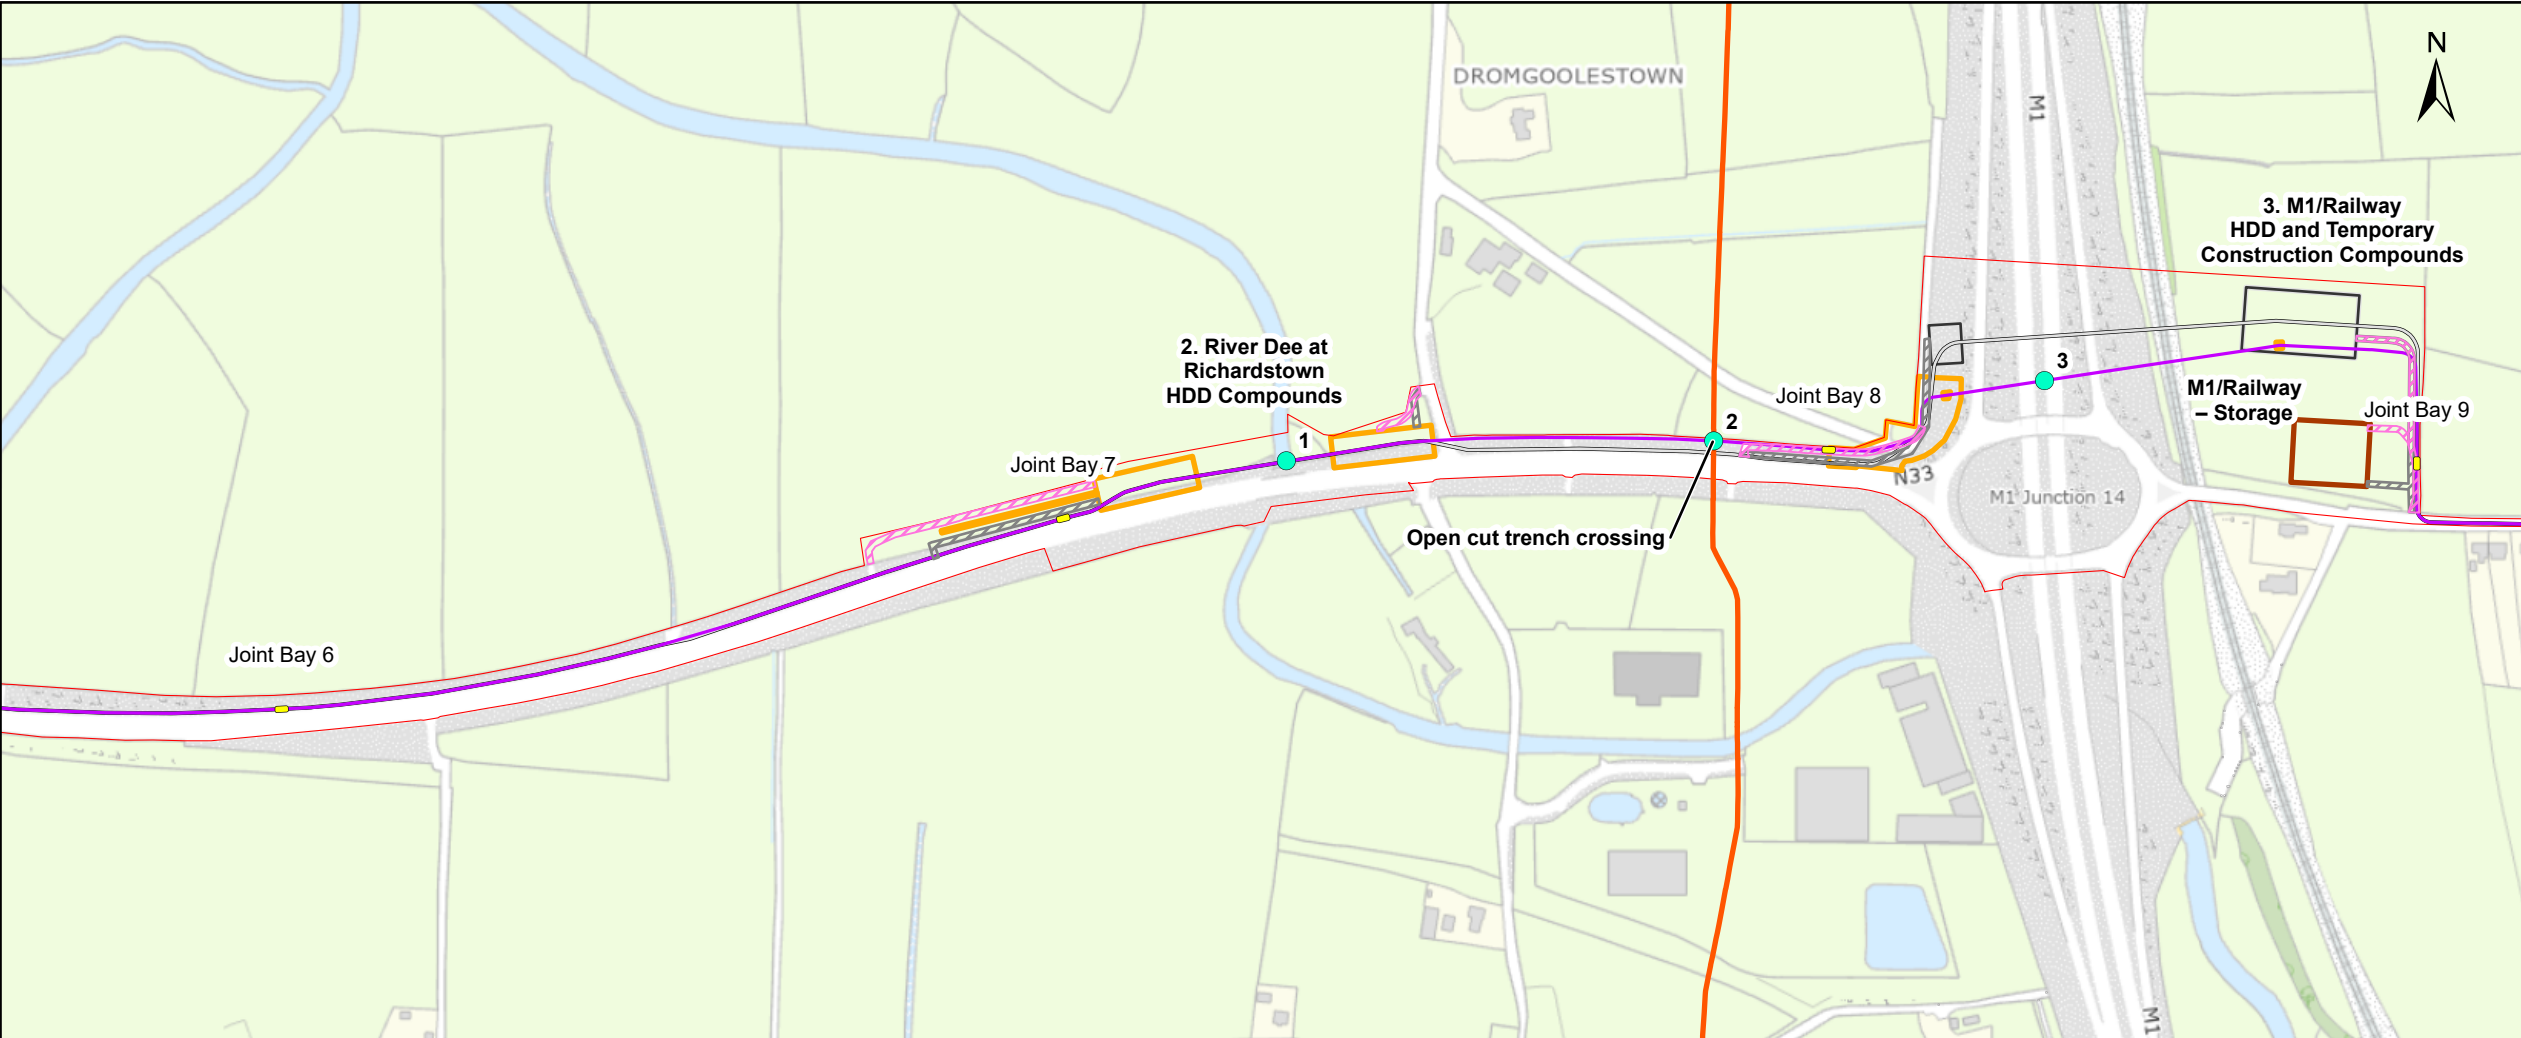 N
DROMGOOLESTOWN
M1
3. M1/Railway
HDD and Temporary
Construction Compounds
2. River Dee at
Richardstown
HDD Compounds
3
M1/Railway
– Storage
Joint Bay 8
Joint Bay 9
2
1
Joint Bay 7
N33
M1 Junction 14
Open cut trench crossing
Joint Bay 6
M1